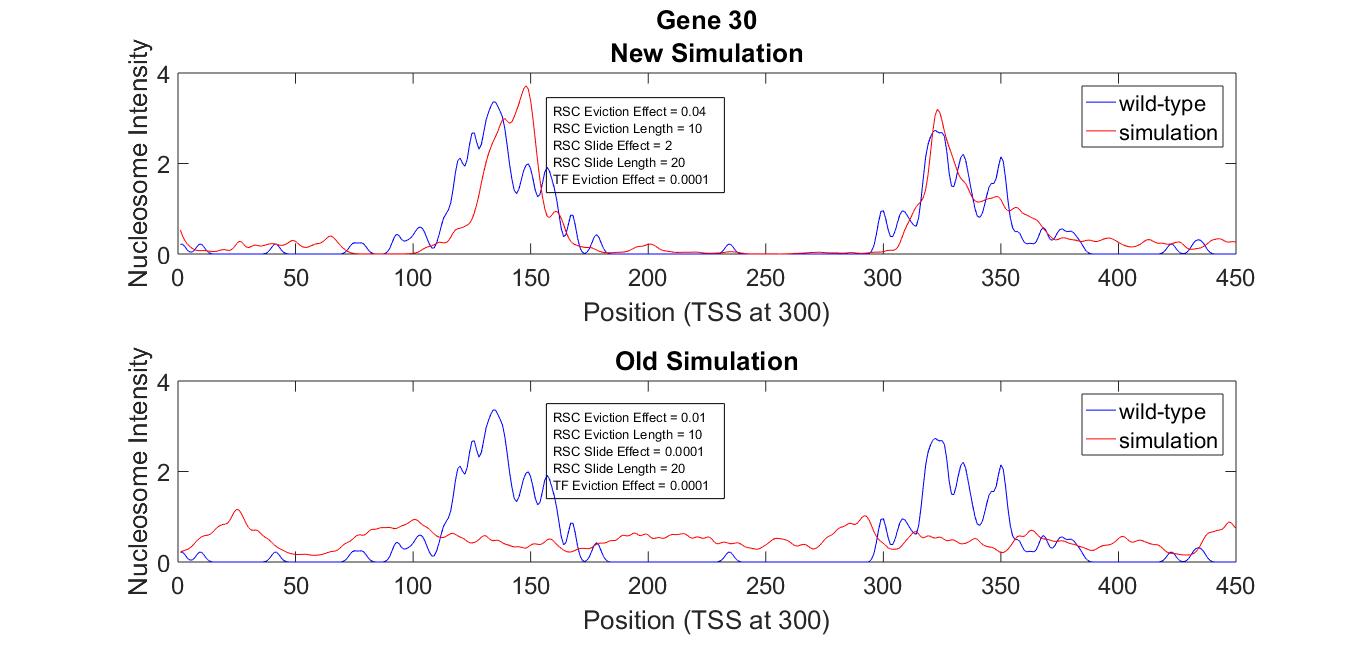 Gene 30
New Simulation
Nucleosome Intensity
4
2
0
RSC Eviction Effect = 0.04
RSC Eviction Length = 10
RSC Slide Effect = 2
RSC Slide Length = 20
TF Eviction Effect = 0.0001
wild-type
simulation
0 50 100 150 200 250 300 350 400 450
Position (TSS at 300)
Old Simulation
Nucleosome Intensity
4
2
0
RSC Eviction Effect = 0.01
RSC Eviction Length = 10
RSC Slide Effect = 0.0001
RSC Slide Length = 20
TF Eviction Effect = 0.0001
wild-type
simulation
0 50 100 150 200 250 300 350 400 450
Position (TSS at 300)